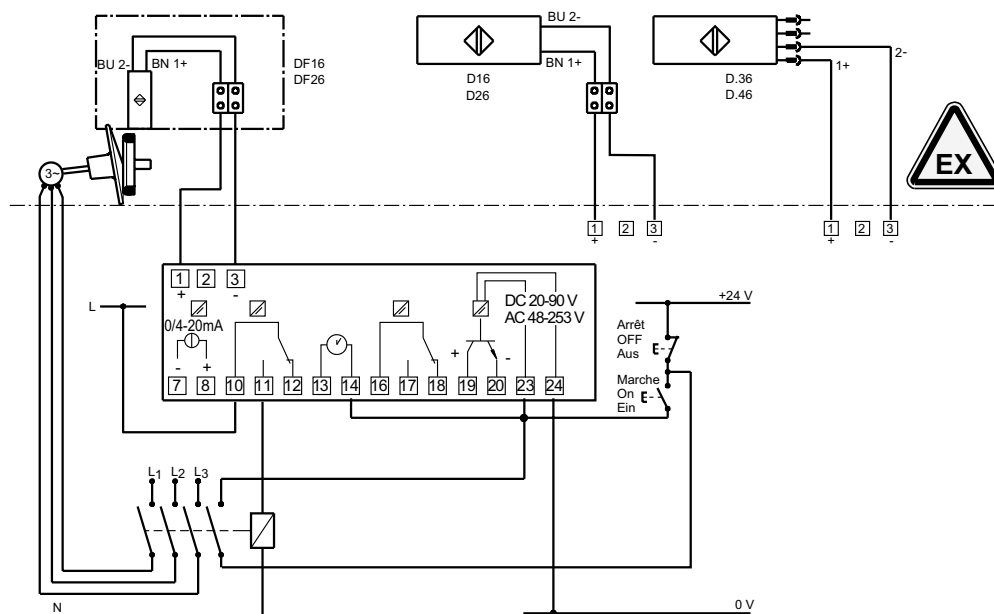 BU 2-
BN 1+
DF16
DF26
BU 2-
BN 1+
D16
D26
2-
1+
D.36
D.46
EX
3~
1 2 3
+ -
1 2 3
+ -
1 2 3
+ -
L
0/4-20mA
- +
DC 20-90 V
AC 48-253 V
+ -
7 8 10 11 12 13 14 16 17 18 19 20 23 24
+24 V
Arrêt
OFF
Aus
Marche
On
Ein
L1 L2 L3
N
0 V